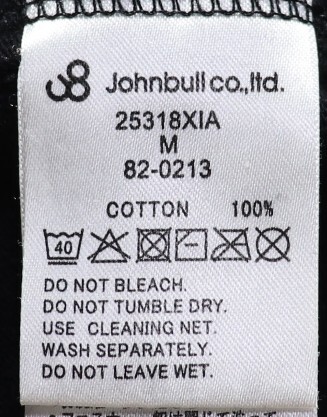 Johnbull co.,ltd.
25318XIA
M
82-0213
COTTON 100%
40
DO NOT BLEACH.
DO NOT TUMBLE DRY.
USE CLEANING NET.
WASH SEPARATELY.
DO NOT LEAVE WET.